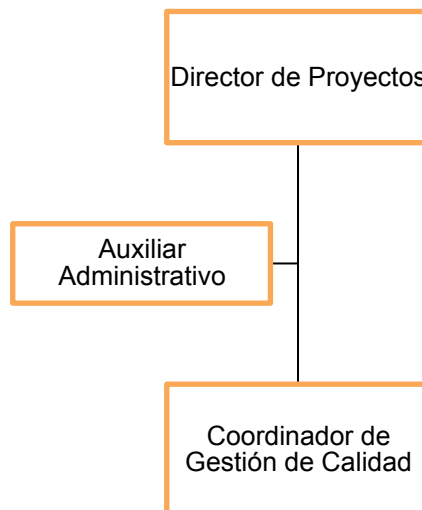 Director de Proyectos
Auxiliar
Administrativo
Coordinador de
Gestión de Calidad